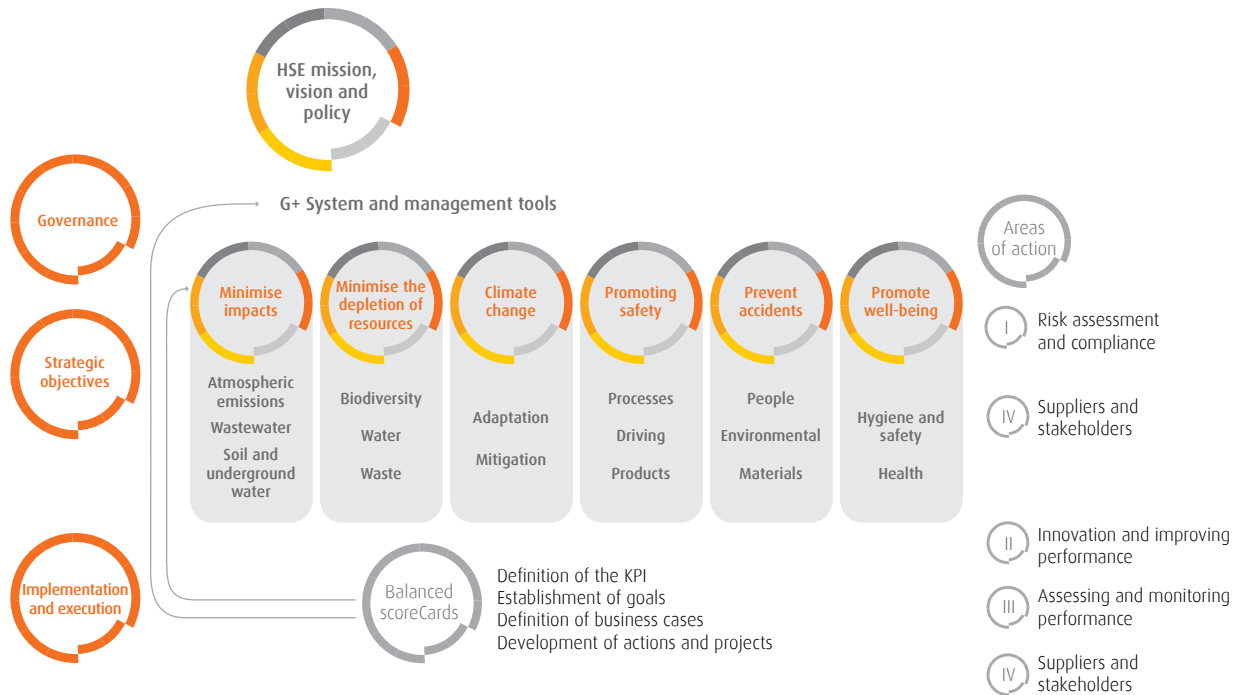 HSE mission,
vision and
policy
Governance
G+ System and management tools
Areas
of action
Minimise
impacts
Minimise the
depletion of
resources
Climate
change
Promoting
safety
Prevent
accidents
Promote
well-being
I
Risk assessment
and compliance
Strategic
objectives
Atmospheric
emissions
Wastewater
Soil and
underground
water
Biodiversity
Water
Waste
Adaptation
Mitigation
Processes
Driving
Products
People
Environmental
Materials
Hygiene and
safety
Health
IV
Suppliers and
stakeholders
Implementation
and execution
Balanced
scoreCards
Definition of the KPI
Establishment of goals
Definition of business cases
Development of actions and projects
II
Innovation and improving
performance
III
Assessing and monitoring
performance
IV
Suppliers and
stakeholders